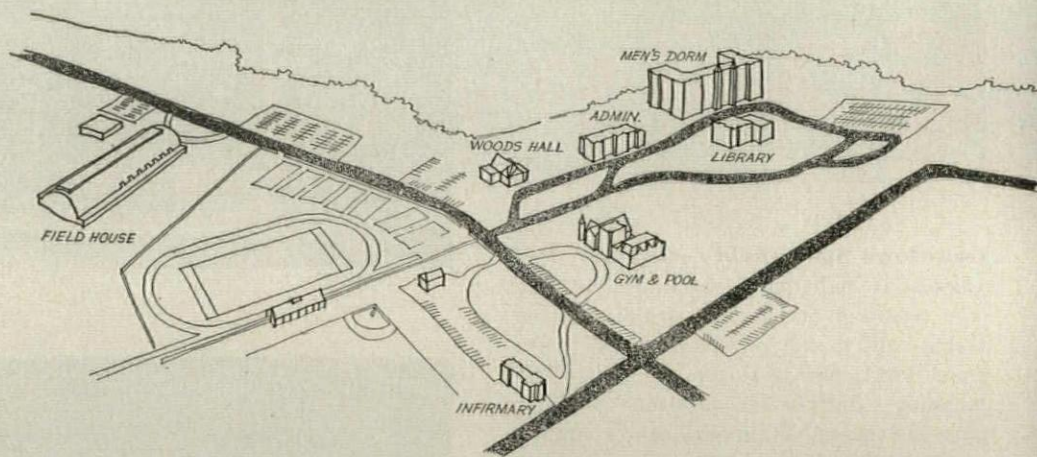 MEN'S DORM
ADMIN.
WOODS HALL
LIBRARY
FIELD HOUSE
GYM & POOL
INFIRMARY